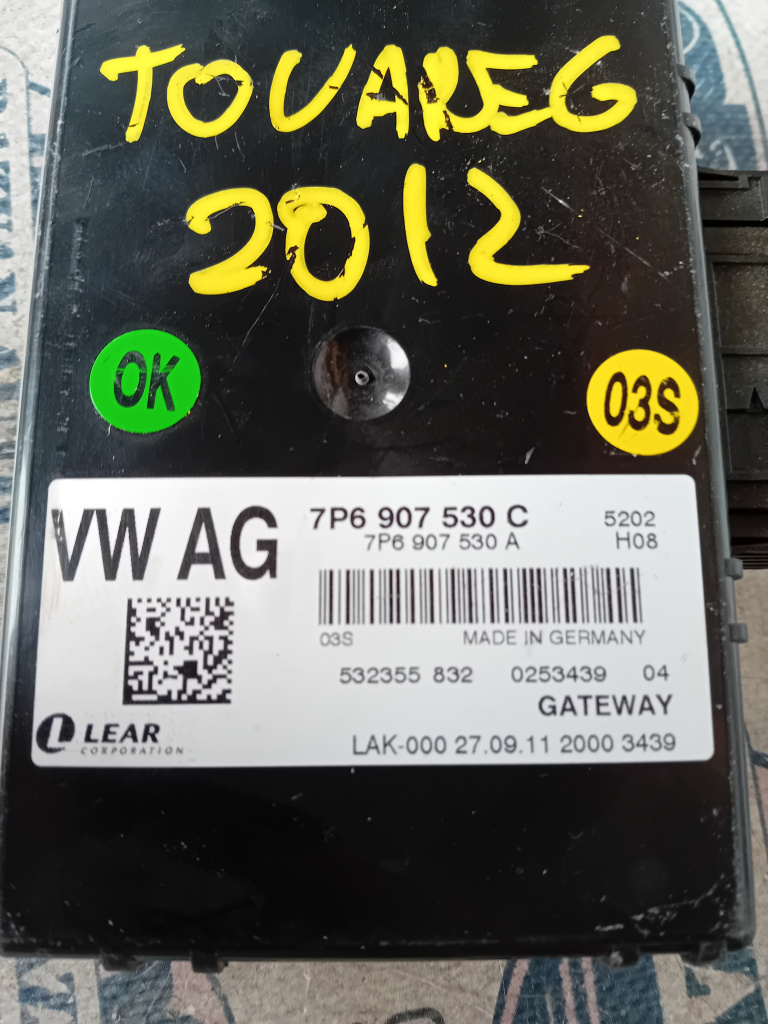 TOUAREG
2012
OK
03S
VW AG
7P6 907 530 C
5202
7P6 907 530 A
H08
03S
MADE IN GERMANY
532355 832 0253439 04
GATEWAY
LEAR
CORPORATION
LAK-000 27.09.11 2000 3439